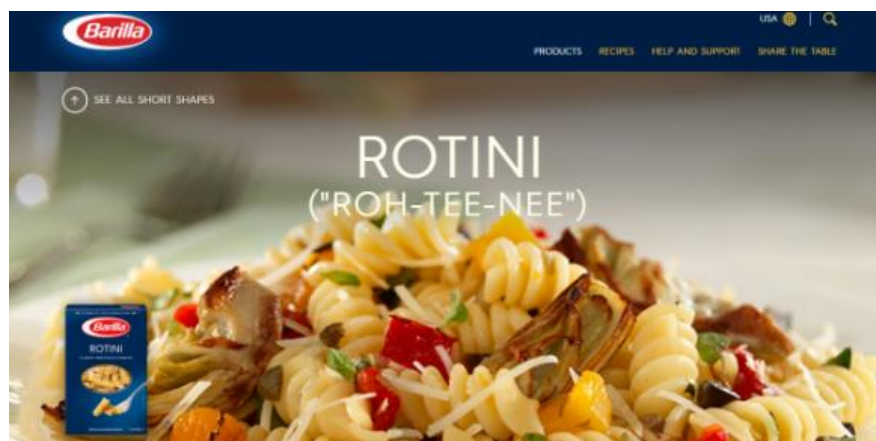 Barilla
USA
PRODUCTS RECIPES HELP AND SUPPORT SHARE THE TABLE
SEE ALL SHORT SHAPES
ROTINI
("ROH-TEE-NEE")
Barilla
ROTINI